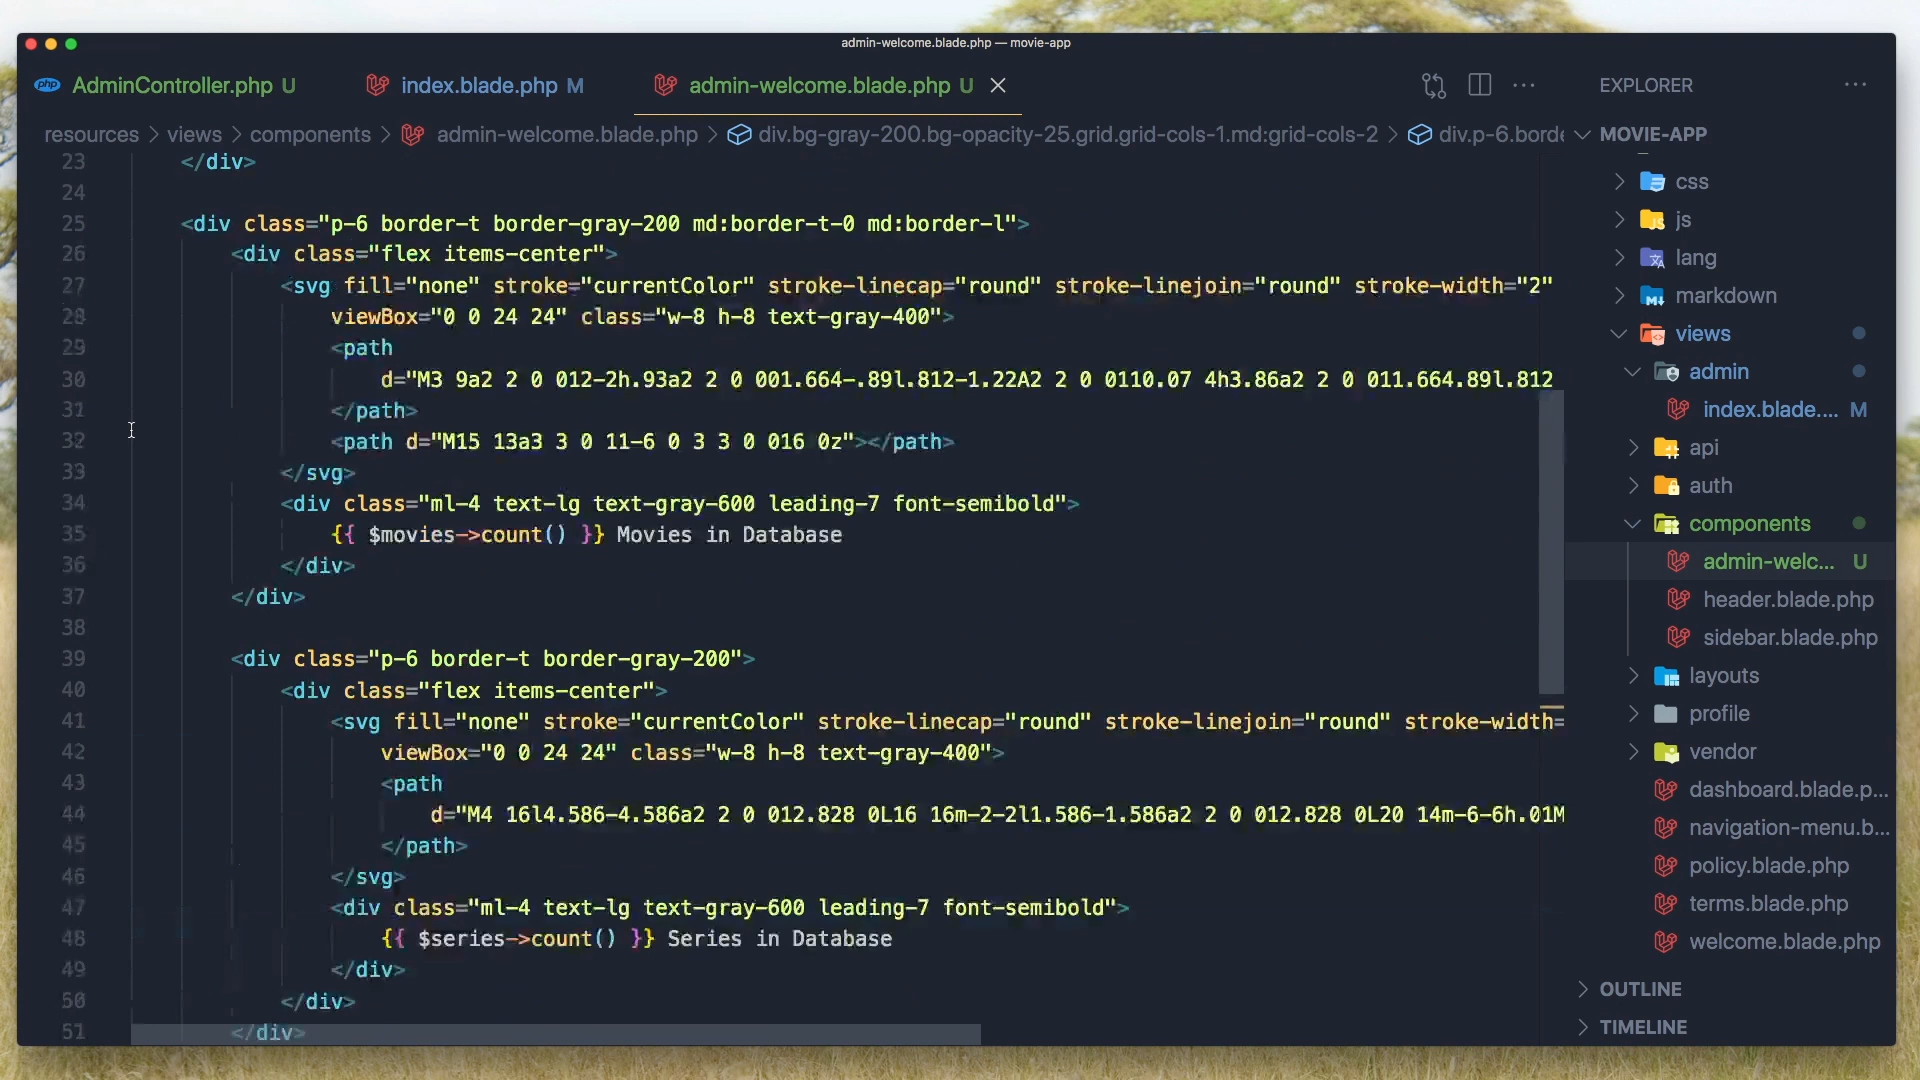 admin-welcome.blade.php — movie-app
php AdminController.php U
index.blade.php M
admin-welcome.blade.php U
EXPLORER
resources > views > components > admin-welcome.blade.php > div.bg-gray-200.bg-opacity-25.grid.grid-cols-1.md:grid-cols-2 > div.p-6.borde
MOVIE-APP
23 </div>
24
25 <div class="p-6 border-t border-gray-200 md:border-t-0 md:border-l">
26 <div class="flex items-center">
27 <svg fill="none" stroke="currentColor" stroke-linecap="round" stroke-linejoin="round" stroke-width="2"
28 viewBox="0 0 24 24" class="w-8 h-8 text-gray-400">
29 <path
30 d="M3 9a2 2 0 012-2h.93a2 2 0 001.664-.89l.812-1.22A2 2 0 0110.07 4h3.86a2 2 0 011.664.89l.812
31 </path>
32 <path d="M15 13a3 3 0 11-6 0 3 3 0 016 0z"></path>
33 </svg>
34 <div class="ml-4 text-lg text-gray-600 leading-7 font-semibold">
35 {{ $movies->count() }} Movies in Database
36 </div>
37 </div>
38
39 <div class="p-6 border-t border-gray-200">
40 <div class="flex items-center">
41 <svg fill="none" stroke="currentColor" stroke-linecap="round" stroke-linejoin="round" stroke-width=
42 viewBox="0 0 24 24" class="w-8 h-8 text-gray-400">
43 <path
44 d="M4 16l4.586-4.586a2 2 0 012.828 0L16 16m-2-2l1.586-1.586a2 2 0 012.828 0L20 14m-6-6h.01M
45 </path>
46 </svg>
47 <div class="ml-4 text-lg text-gray-600 leading-7 font-semibold">
48 {{ $series->count() }} Series in Database
49 </div>
50 </div>
51 </div>
css
js
lang
markdown
views
admin
index.blade.... M
api
auth
components
admin-welc... U
header.blade.php
sidebar.blade.php
layouts
profile
vendor
dashboard.blade.p...
navigation-menu.b...
policy.blade.php
terms.blade.php
welcome.blade.php
OUTLINE
TIMELINE